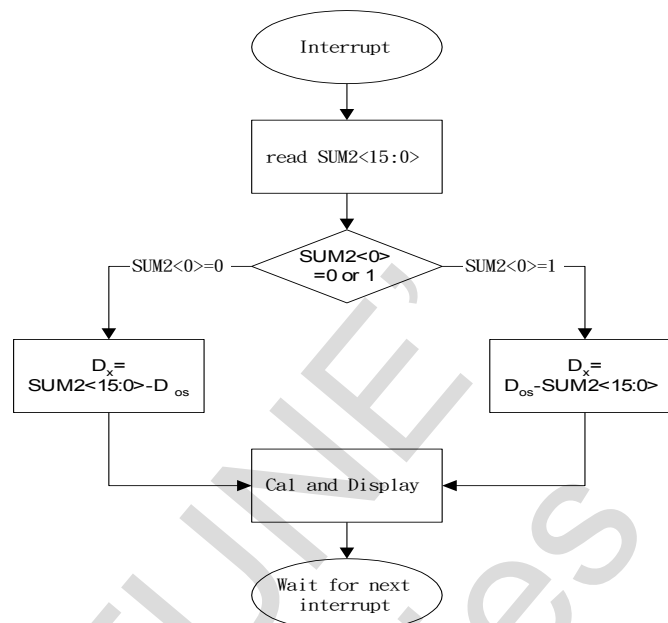 Interrupt
read SUM2<15:0>
SUM2<0>
=0 or 1
SUM2<0>=0
SUM2<0>=1
Dₓ=
SUM2<15:0>-D os
Dₓ=
Dos-SUM2<15:0>
Cal and Display
Wait for next
interrupt